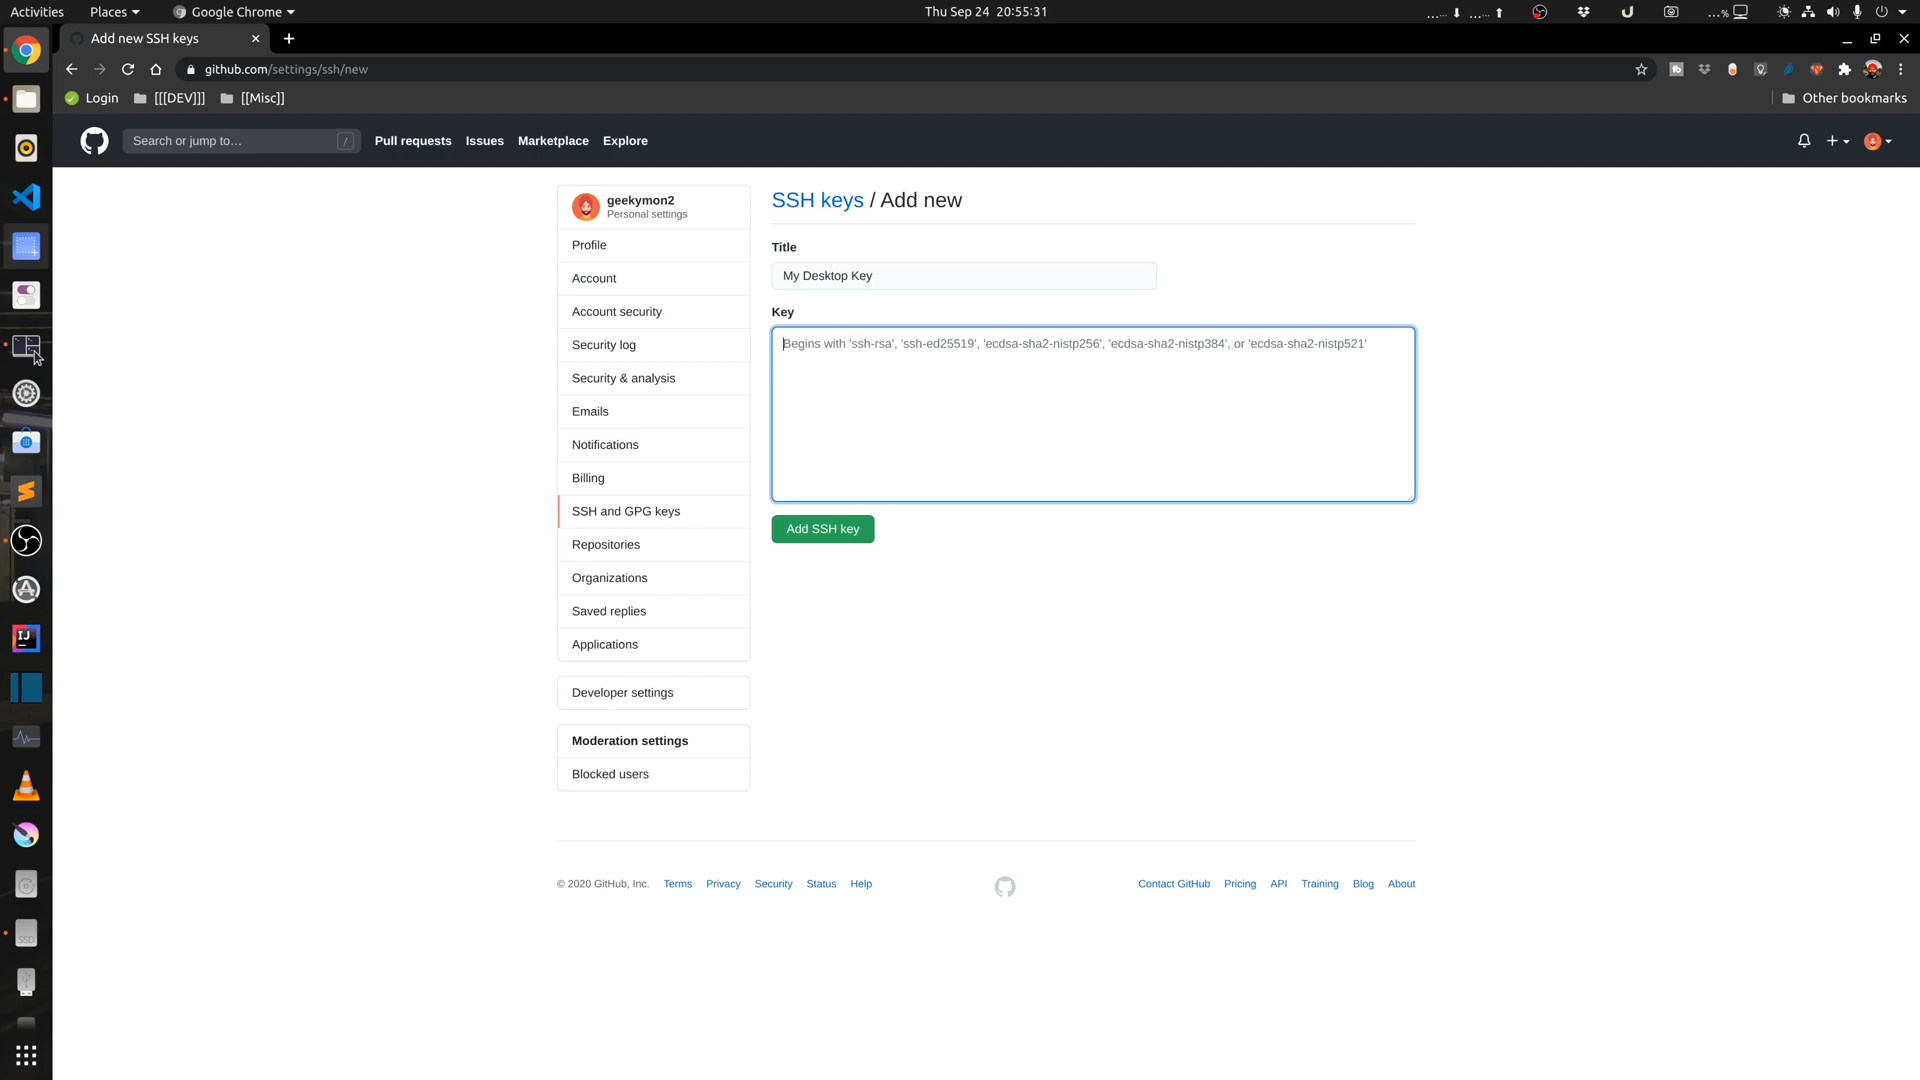 Activities Places Google Chrome Thu Sep 24 20:55:31 ...... ...... ...%
Add new SSH keys
github.com/settings/ssh/new
Login [[[DEV]]] [[Misc]] Other bookmarks
Search or jump to... / Pull requests Issues Marketplace Explore
geekymon2
Personal settings
Profile
Account
Account security
Security log
Security & analysis
Emails
Notifications
Billing
SSH and GPG keys
Repositories
Organizations
Saved replies
Applications
Developer settings
Moderation settings
Blocked users
SSH keys / Add new
Title
My Desktop Key
Key
Begins with 'ssh-rsa', 'ssh-ed25519', 'ecdsa-sha2-nistp256', 'ecdsa-sha2-nistp384', or 'ecdsa-sha2-nistp521'
Add SSH key
IJ
SSD
© 2020 GitHub, Inc. Terms Privacy Security Status Help Contact GitHub Pricing API Training Blog About